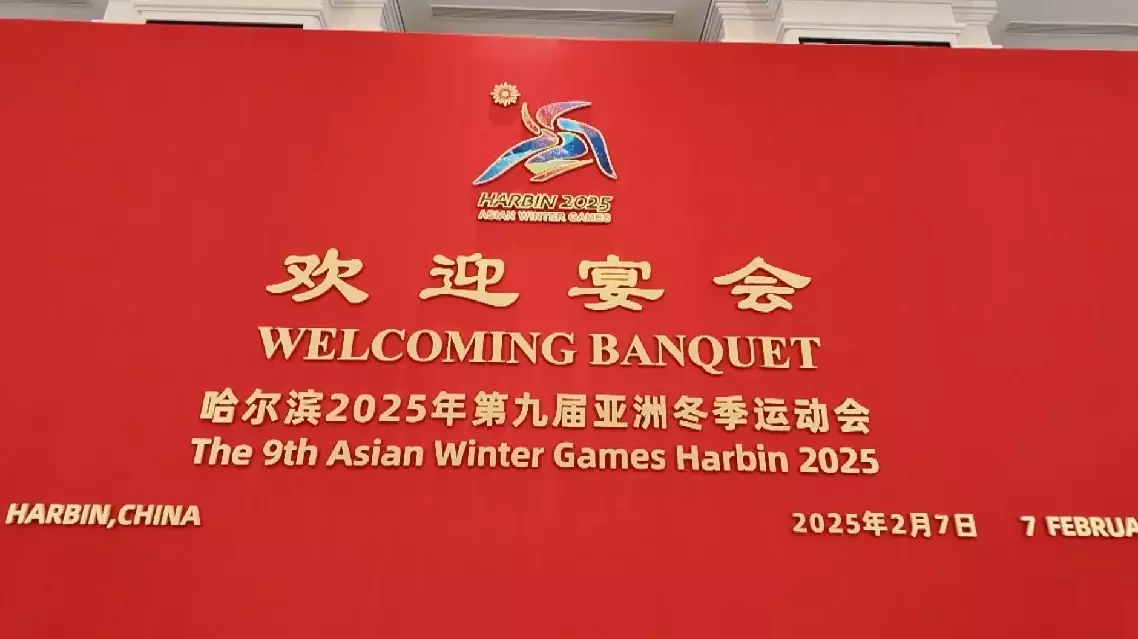 HARBIN 2025
ASIAN WINTER GAMES
欢迎宴会
WELCOMING BANQUET
哈尔滨2025年第九届亚洲冬季运动会
The 9th Asian Winter Games Harbin 2025
HARBIN,CHINA 2025年2月7日 7